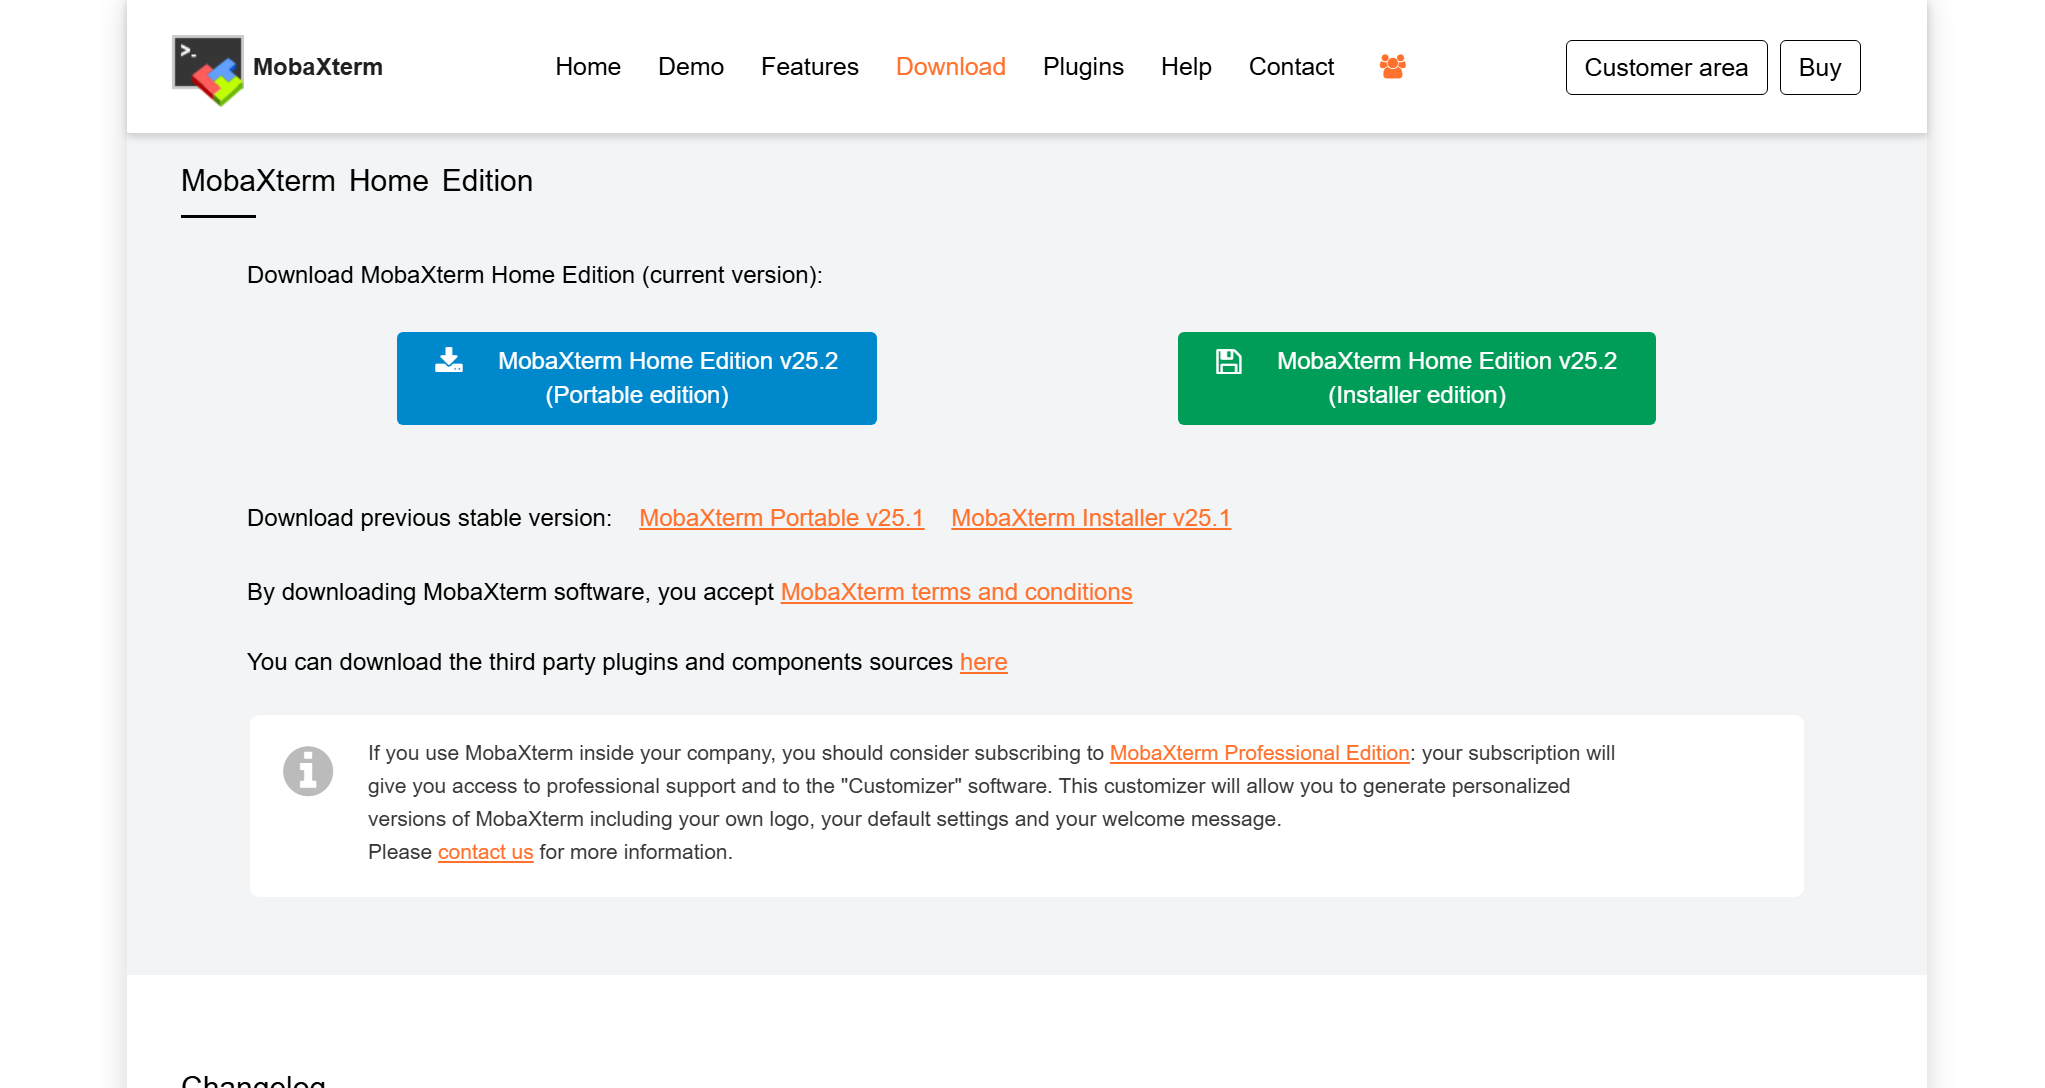 MobaXterm
Home Demo Features Download Plugins Help Contact
Customer area Buy
MobaXterm Home Edition
Download MobaXterm Home Edition (current version):
MobaXterm Home Edition v25.2
(Portable edition)
MobaXterm Home Edition v25.2
(Installer edition)
Download previous stable version: MobaXterm Portable v25.1 MobaXterm Installer v25.1
By downloading MobaXterm software, you accept MobaXterm terms and conditions
You can download the third party plugins and components sources here
If you use MobaXterm inside your company, you should consider subscribing to MobaXterm Professional Edition: your subscription will
give you access to professional support and to the "Customizer" software. This customizer will allow you to generate personalized
versions of MobaXterm including your own logo, your default settings and your welcome message.
Please contact us for more information.
Changelog